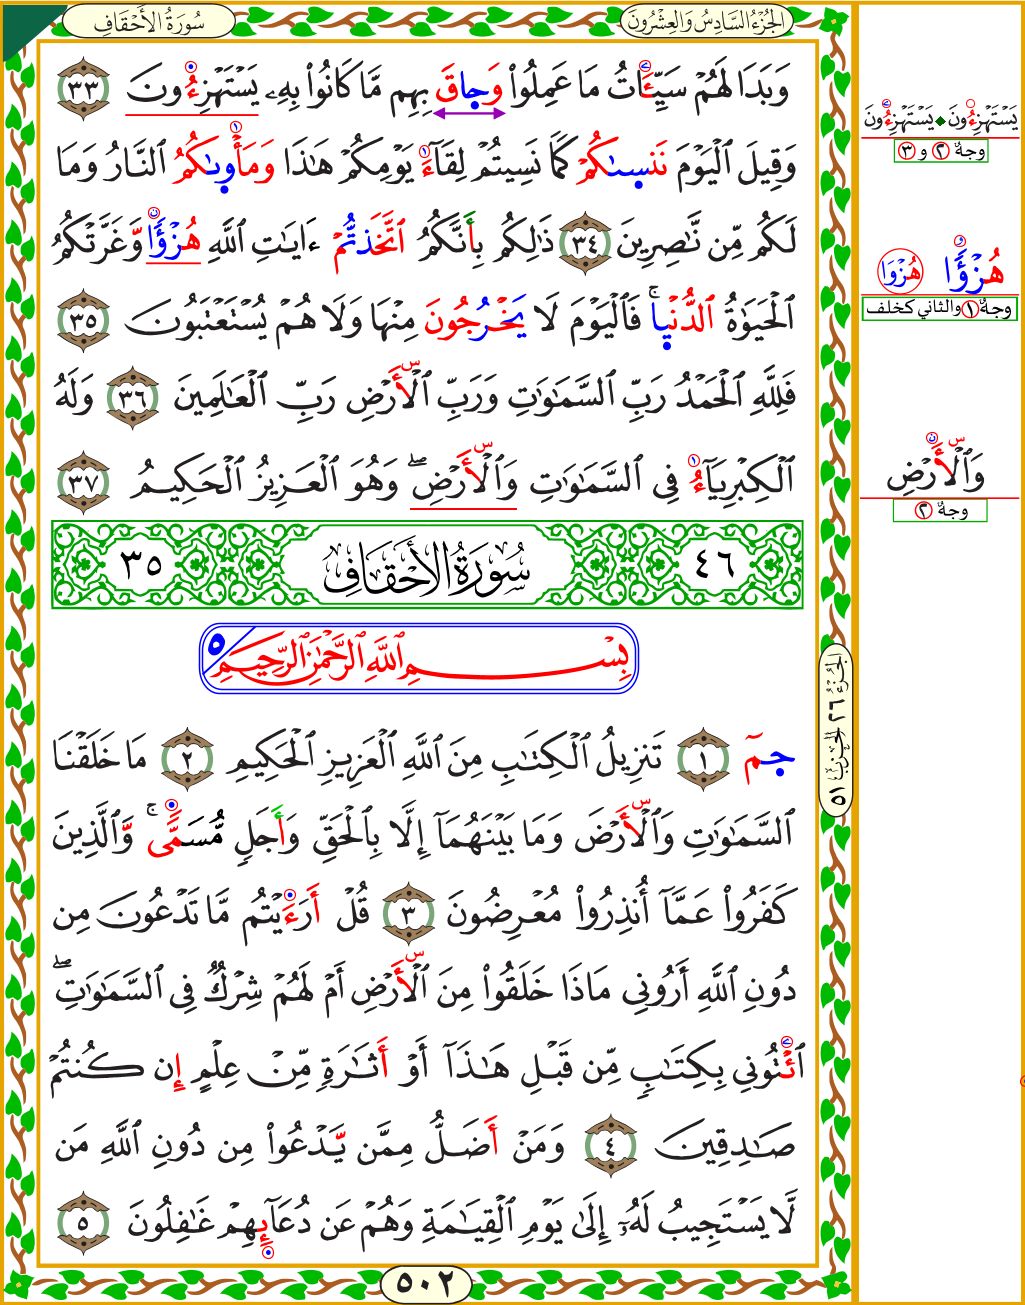 سُورَةُ الأَحْقَافِ
الجُزْءُ السَّادِسُ وَالعِشْرُونَ
وَبَدَا لَهُمْ سَيِّـَٔاتُ مَا عَمِلُوا۟ وَحَاقَ بِهِم مَّا كَانُوا۟ بِهِۦ يَسْتَهْزِءُونَ ٣٣
وَقِيلَ ٱلْيَوْمَ نَنسىٰكُمْ كَمَا نَسِيتُمْ لِقَآءَ يَوْمِكُمْ هَٰذَا وَمَأْوىٰكُمُ ٱلنَّارُ وَمَا
لَكُم مِّن نَّٰصِرِينَ ٣٤ ذَٰلِكُم بِأَنَّكُمُ ٱتَّخَذتُّمْ ءَايَٰتِ ٱللَّهِ هُزْؤًا وَّغَرَّتْكُمُ
ٱلْحَيَوٰةُ ٱلدُّنْيٜاۚ فَٱلْيَوْمَ لَا يَخْرُجُونَ مِنْهَا وَلَا هُمْ يُسْتَعْتَبُونَ ٣٥
فَلِلَّهِ ٱلْحَمْدُ رَبِّ ٱلسَّمَٰوَٰتِ وَرَبِّ ٱلْأَرْضِ رَبِّ ٱلْعَٰلَمِينَ ٣٦ وَلَهُ
ٱلْكِبْرِيَآءُ فِى ٱلسَّمَٰوَٰتِ وَٱلْأَرْضِۖ وَهُوَ ٱلْعَزِيزُ ٱلْحَكِيمُ ٣٧
٤٦ سُورَةُ الأَحْقَافِ ٣٥
بِسْمِ ٱللَّهِ ٱلرَّحْمَٰنِ ٱلرَّحِيمِ ٥
حمٓ ١ تَنزِيلُ ٱلْكِتَٰبِ مِنَ ٱللَّهِ ٱلْعَزِيزِ ٱلْحَكِيمِ ٢ مَا خَلَقْنَا
ٱلسَّمَٰوَٰتِ وَٱلْأَرْضَ وَمَا بَيْنَهُمَآ إِلَّا بِٱلْحَقِّ وَأَجَلٍ مُّسَمًّىۚ وَّٱلَّذِينَ
كَفَرُوا۟ عَمَّآ أُنذِرُوا۟ مُعْرِضُونَ ٣ قُلْ أَرَءَيْتُم مَّا تَدْعُونَ مِن
دُونِ ٱللَّهِ أَرُونِى مَاذَا خَلَقُوا۟ مِنَ ٱلْأَرْضِ أَمْ لَهُمْ شِرْكٌ فِى ٱلسَّمَٰوَٰتِۖ
ٱئْتُونِى بِكِتَٰبٍ مِّن قَبْلِ هَٰذَآ أَوْ أَثَٰرَةٍ مِّنْ عِلْمٍ إِن كُنتُمْ
صَٰدِقِينَ ٤ وَمَنْ أَضَلُّ مِمَّن يَّدْعُوا۟ مِن دُونِ ٱللَّهِ مَن
لَّا يَسْتَجِيبُ لَهُۥٓ إِلَىٰ يَوْمِ ٱلْقِيَٰمَةِ وَهُمْ عَن دُعَآئِهِمْ غَٰفِلُونَ ٥
٥٠٢
يَسْتَهْزِءُونَ ◆ يَسْتَهْزِءُونَ
وجهٌ ٢ و ٣
هُزْؤًا هُزْوَا
وجهٌ ١ والثاني كخلف
وَٱلْأَرْضِ
وجهٌ ٢
الجُزْءُ ٢٦ الحِزْبُ ٥١